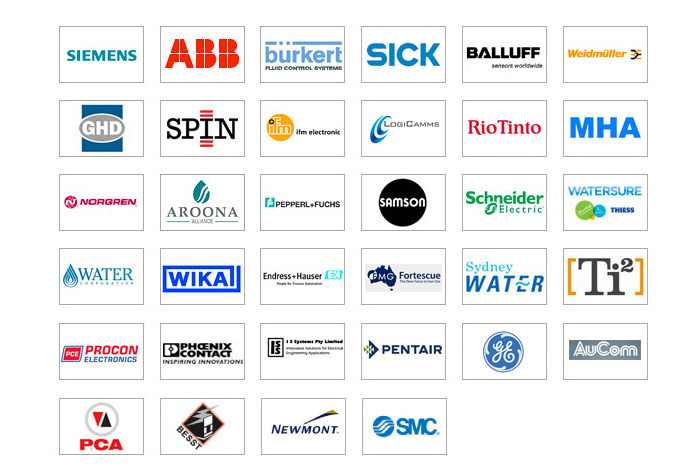 SIEMENS
ABB
bürkert
FLUID CONTROL SYSTEMS
SICK
BALLUFF
sensors worldwide
Weidmüller
GHD
SPIN
ifm
ifm electronic
LOGICAMMS
RioTinto
MHA
NORGREN
AROONA
ALLIANCE
PEPPERL+FUCHS
SAMSON
Schneider
Electric
WATERSURE
THIESS
WATER
CORPORATION
WIKA
Endress+Hauser EH
People for Process Automation
FMG Fortescue
The New Force in Iron Ore
Sydney
WATER
[Ti2]
PCE PROCON
ELECTRONICS
PHŒNIX
CONTACT
INSPIRING INNOVATIONS
I S Systems Pty Limited
Innovative Solutions for Electrical
Engineering Applications
PENTAIR
GE
AuCom
PCA
BESST
NEWMONT.
SMC